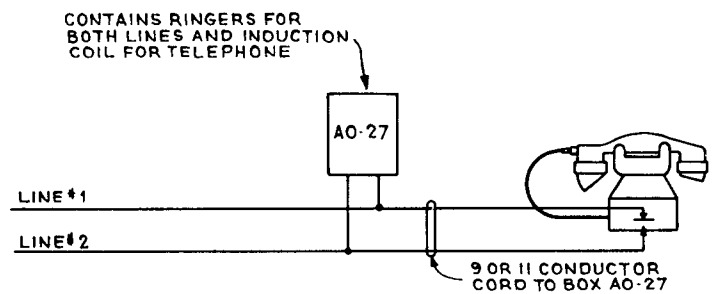 CONTAINS RINGERS FOR
BOTH LINES AND INDUCTION
COIL FOR TELEPHONE
AO-27
LINE #1
LINE #2
9 OR 11 CONDUCTOR
CORD TO BOX AO-27